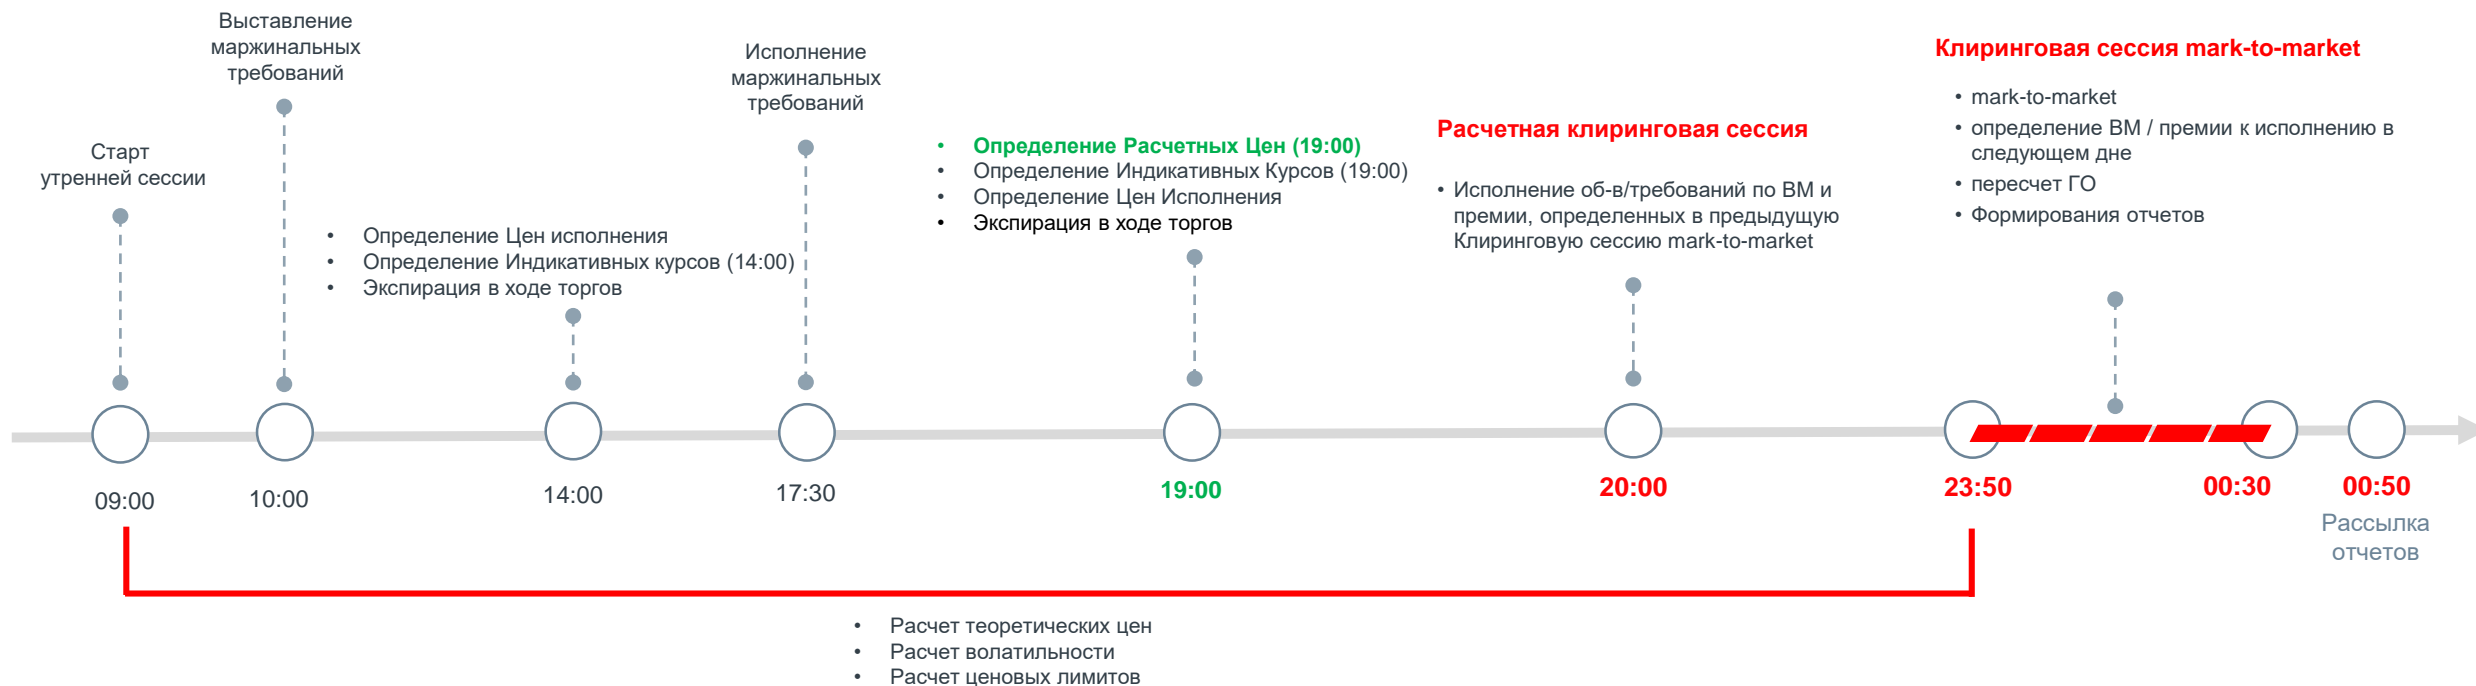 Старт
утренней сессии
Выставление
маржинальных
требований
• Определение Цен исполнения
• Определение Индикативных курсов (14:00)
• Экспирация в ходе торгов
Исполнение
маржинальных
требований
• Определение Расчетных Цен (19:00)
• Определение Индикативных Курсов (19:00)
• Определение Цен Исполнения
• Экспирация в ходе торгов
Расчетная клиринговая сессия
• Исполнение об-в/требований по ВМ и
премии, определенных в предыдущую
Клиринговую сессию mark-to-market
Клиринговая сессия mark-to-market
• mark-to-market
• определение ВМ / премии к исполнению в
следующем дне
• пересчет ГО
• Формирования отчетов
09:00
10:00
14:00
17:30
19:00
20:00
23:50
00:30
00:50
Рассылка
отчетов
• Расчет теоретических цен
• Расчет волатильности
• Расчет ценовых лимитов